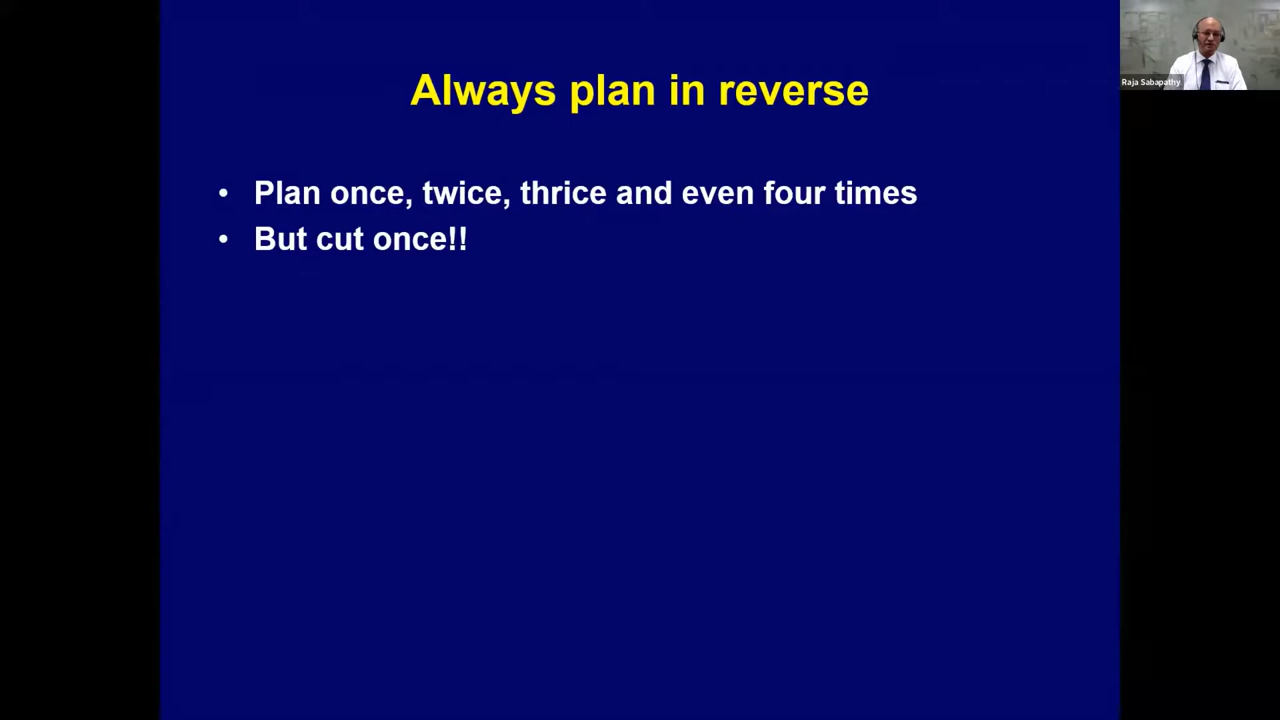 Always plan in reverse
• Plan once, twice, thrice and even four times
• But cut once!!
Raja Sabapathy